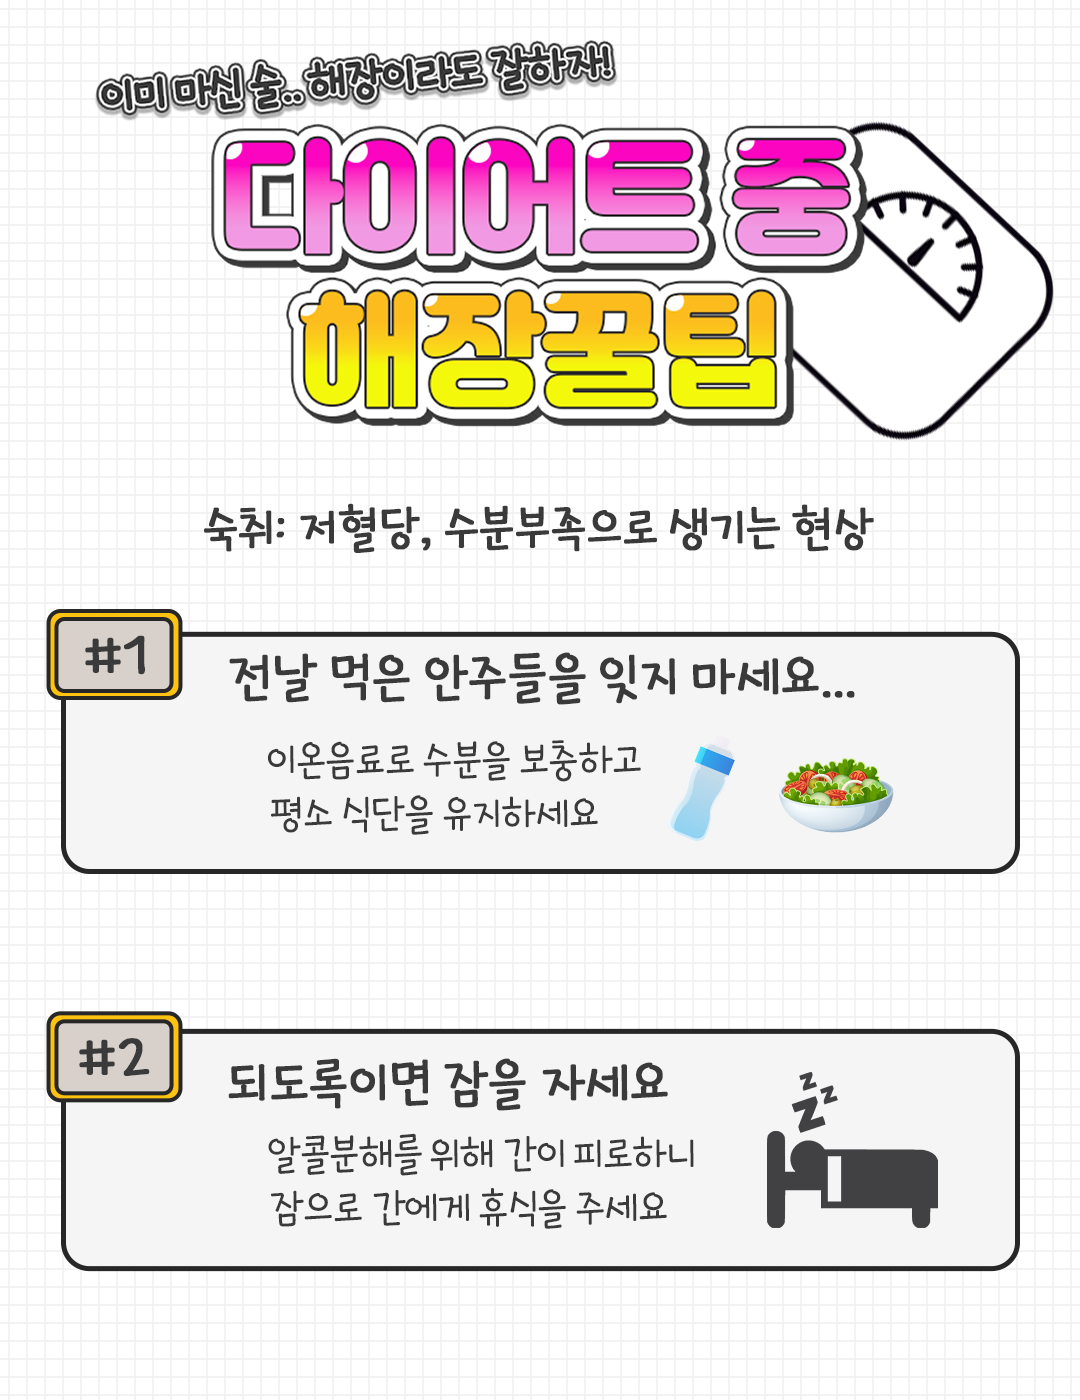 이미 마신 술.. 해장이라도 잘하자!
다이어트 중
해장꿀팁
숙취: 저혈당, 수분부족으로 생기는 현상
#1
전날 먹은 안주들을 잊지 마세요...
이온음료로 수분을 보충하고
평소 식단을 유지하세요
#2
되도록이면 잠을 자세요
z
z
z
알콜분해를 위해 간이 피로하니
잠으로 간에게 휴식을 주세요